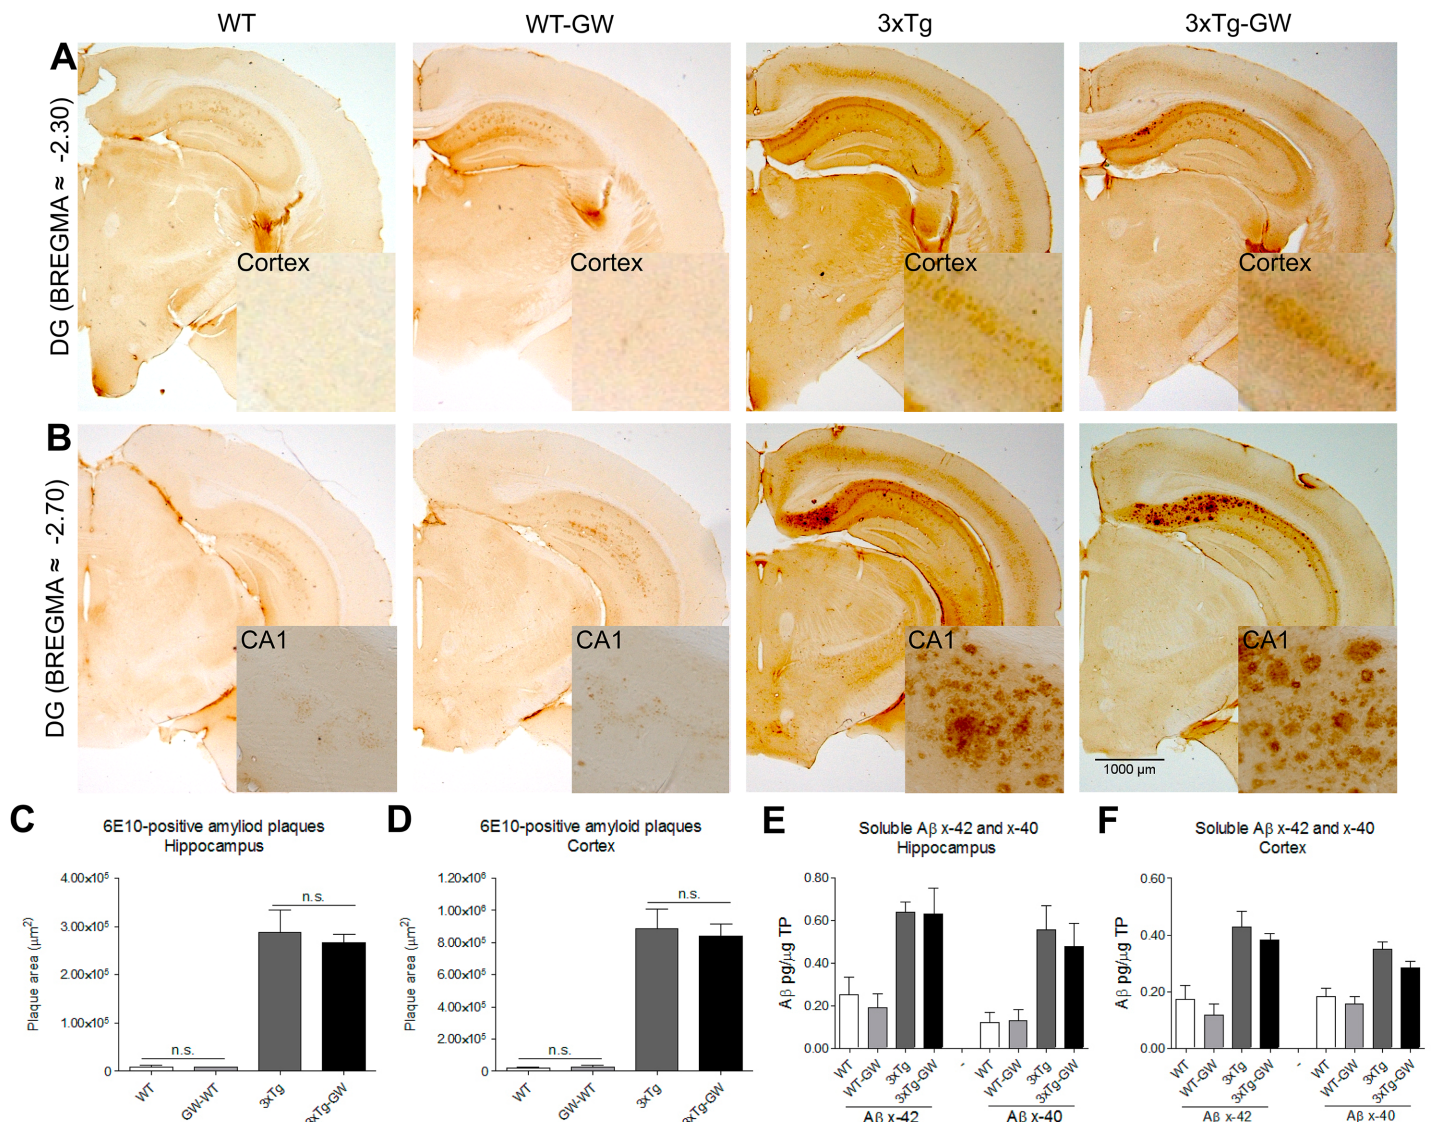 WT WT-GW 3xTg 3xTg-GW
A
DG (BREGMA ≈ -2.30)
Cortex Cortex Cortex Cortex
B
DG (BREGMA ≈ -2.70)
CA1 CA1 CA1 CA1
1000 µm
C
6E10-positive amyliod plaques
Hippocampus
Plaque area (µm²)
4.00x10⁵
3.00x10⁵
2.00x10⁵
1.00x10⁵
0
n.s.
n.s.
WT GW-WT 3xTg 3xTg-GW
D
6E10-positive amyloid plaques
Cortex
Plaque area (µm²)
1.20x10⁶
1.00x10⁶
8.00x10⁵
6.00x10⁵
4.00x10⁵
2.00x10⁵
0
n.s.
n.s.
WT GW-WT 3xTg 3xTg-GW
E
Soluble Aβ x-42 and x-40
Hippocampus
Aβ pg/µg TP
0.80
0.60
0.40
0.20
0.00
WT WT-GW 3xTg 3xTg-GW - WT WT-GW 3xTg 3xTg-GW
Aβ x-42 Aβ x-40
F
Soluble Aβ x-42 and x-40
Cortex
Aβ pg/µg TP
0.60
0.40
0.20
0.00
WT WT-GW 3xTg 3xTg-GW - WT WT-GW 3xTg 3xTg-GW
Aβ x-42 Aβ x-40